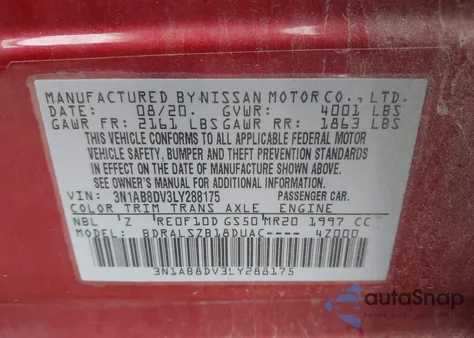 MANUFACTURED BY NISSAN MOTOR CO., LTD.
DATE: 08/20. GVWR: 4001 LBS
GAWR FR: 2161 LBS GAWR RR: 1863 LBS
THIS VEHICLE CONFORMS TO ALL APPLICABLE FEDERAL MOTOR
VEHICLE SAFETY, BUMPER AND THEFT PREVENTION STANDARDS
IN EFFECT ON THE DATE OF MANUFACTURE SHOWN ABOVE.
SEE OWNER'S MANUAL FOR ADDITIONAL INFORMATION.
VIN: 3N1AB8DV3LY288175 PASSENGER CAR.
COLOR TRIM TRANS AXLE ENGINE
NBL 'Z RE0F10D GS50 MR20 1997 CC
MODEL: BDRALSZB18DUAC---- 4Z000
3N1AB8DV3LY288175
autoSnap